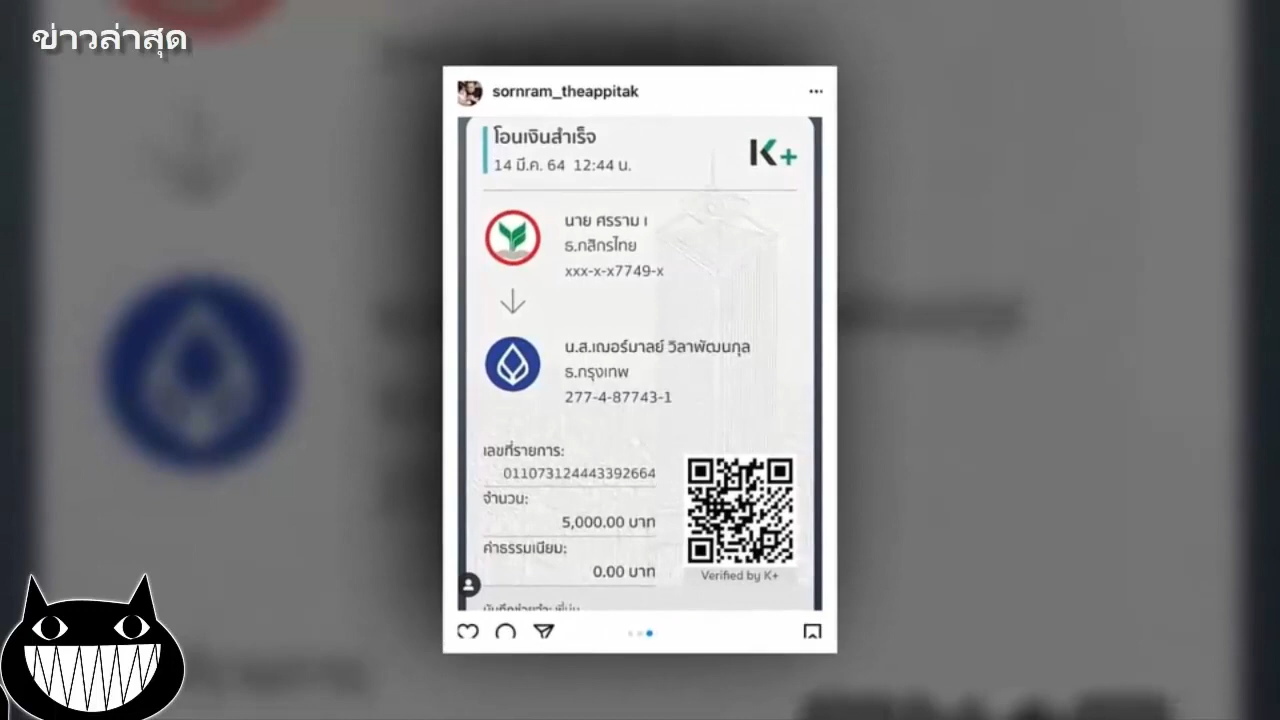 ข่าวล่าสุด
sornram_theappitak
โอนเงินสำเร็จ
14 มี.ค. 64 12:44 น.
K+
นาย ศรราม เ
ธ.กสิกรไทย
xxx-x-x7749-x
น.ส.เฌอร์มาลย์ วิลาพัฒนกุล
ธ.กรุงเทพ
277-4-87743-1
เลขที่รายการ:
011073124443392664
จำนวน:
5,000.00 บาท
ค่าธรรมเนียม:
0.00 บาท
Verified by K+